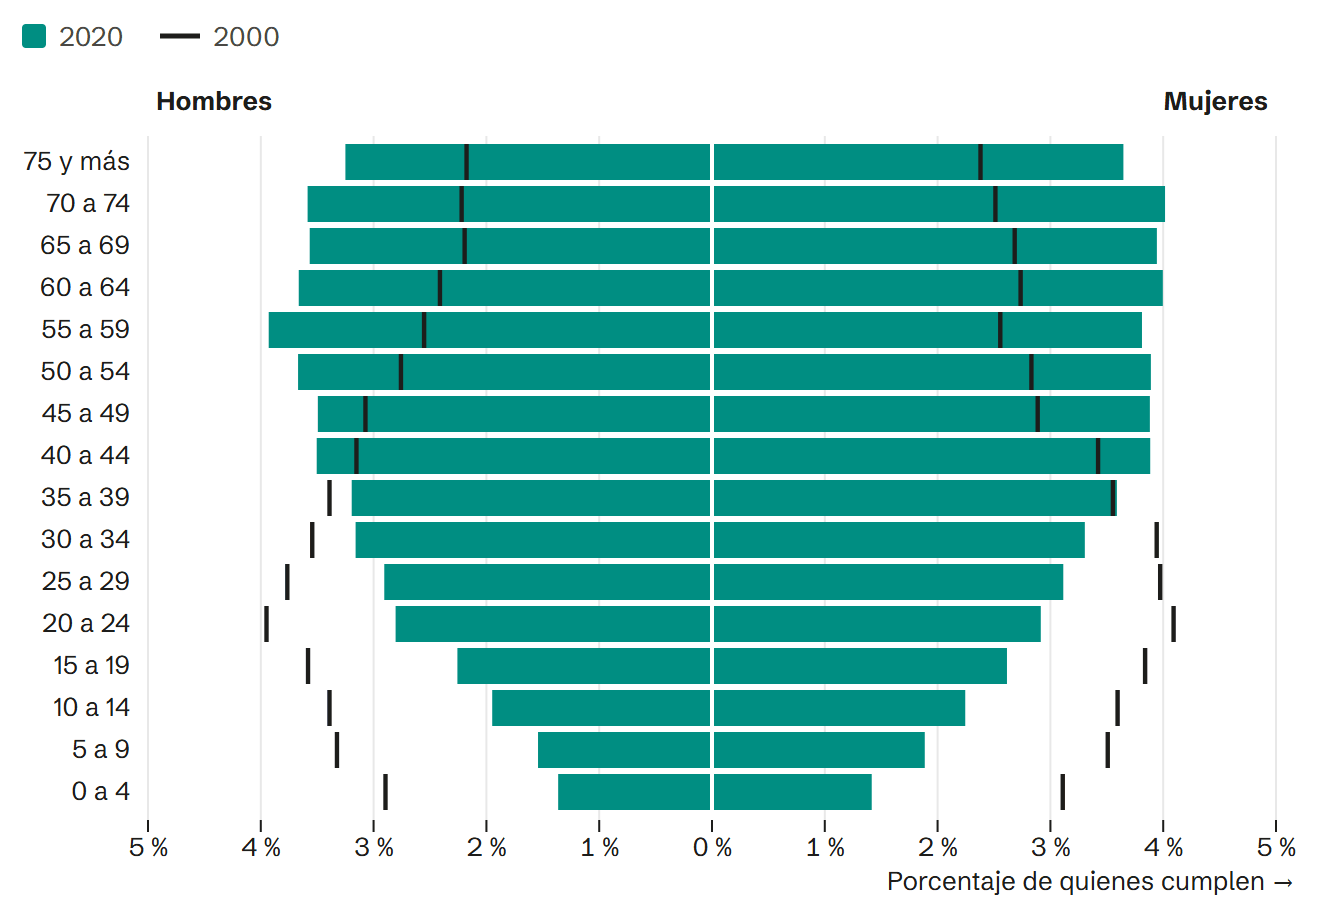 2020 2000
Hombres Mujeres
75 y más
70 a 74
65 a 69
60 a 64
55 a 59
50 a 54
45 a 49
40 a 44
35 a 39
30 a 34
25 a 29
20 a 24
15 a 19
10 a 14
5 a 9
0 a 4
5 % 4 % 3 % 2 % 1 % 0 % 1 % 2 % 3 % 4 % 5 %
Porcentaje de quienes cumplen →